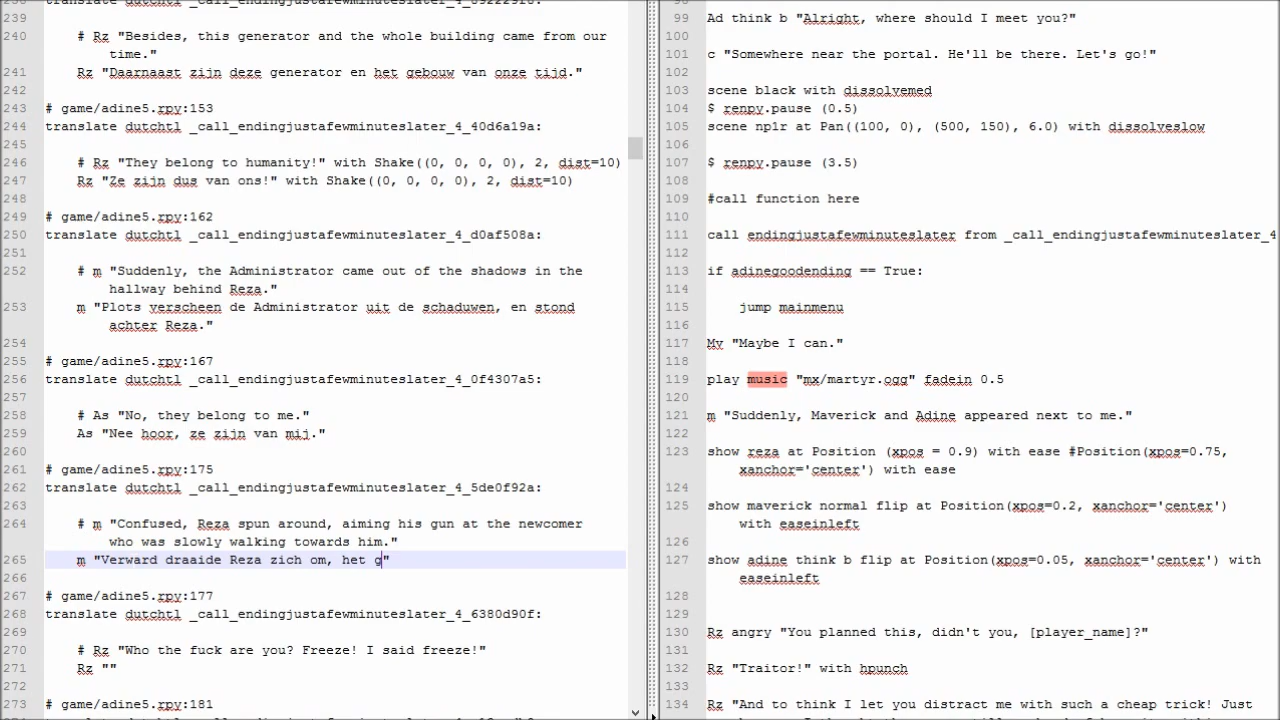 240 # Rz "Besides, this generator and the whole building came from our
time."
241 Rz "Daarnaast zijn deze generator en het gebouw van onze tijd."
242
243 # game/adine5.rpy:153
244 translate dutchtl _call_endingjustafewminuteslater_4_40d6a19a:
245
246 # Rz "They belong to humanity!" with Shake((0, 0, 0, 0), 2, dist=10)
247 Rz "Ze zijn dus van ons!" with Shake((0, 0, 0, 0), 2, dist=10)
248
249 # game/adine5.rpy:162
250 translate dutchtl _call_endingjustafewminuteslater_4_d0af508a:
251
252 # m "Suddenly, the Administrator came out of the shadows in the
hallway behind Reza."
253 m "Plots verscheen de Administrator uit de schaduwen, en stond
achter Reza."
254
255 # game/adine5.rpy:167
256 translate dutchtl _call_endingjustafewminuteslater_4_0f4307a5:
257
258 # As "No, they belong to me."
259 As "Nee hoor, ze zijn van mij."
260
261 # game/adine5.rpy:175
262 translate dutchtl _call_endingjustafewminuteslater_4_5de0f92a:
263
264 # m "Confused, Reza spun around, aiming his gun at the newcomer
who was slowly walking towards him."
265 m "Verward draaide Reza zich om, het g"
266
267 # game/adine5.rpy:177
268 translate dutchtl _call_endingjustafewminuteslater_4_6380d90f:
269
270 # Rz "Who the fuck are you? Freeze! I said freeze!"
271 Rz ""
272
273 # game/adine5.rpy:181
99 Ad think b "Alright, where should I meet you?"
100
101 c "Somewhere near the portal. He'll be there. Let's go!"
102
103 scene black with dissolvemed
104 $ renpy.pause (0.5)
105 scene np1r at Pan((100, 0), (500, 150), 6.0) with dissolveslow
106
107 $ renpy.pause (3.5)
108
109 #call function here
110
111 call endingjustafewminuteslater from _call_endingjustafewminuteslater_4
112
113 if adinegoodending == True:
114
115 jump mainmenu
116
117 My "Maybe I can."
118
119 play music "mx/martyr.ogg" fadein 0.5
120
121 m "Suddenly, Maverick and Adine appeared next to me."
122
123 show reza at Position (xpos = 0.9) with ease #Position(xpos=0.75,
xanchor='center') with ease
124
125 show maverick normal flip at Position(xpos=0.2, xanchor='center')
with easeinleft
126
127 show adine think b flip at Position(xpos=0.05, xanchor='center') with
easeinleft
128
129
130 Rz angry "You planned this, didn't you, [player_name]?"
131
132 Rz "Traitor!" with hpunch
133
134 Rz "And to think I let you distract me with such a cheap trick! Just